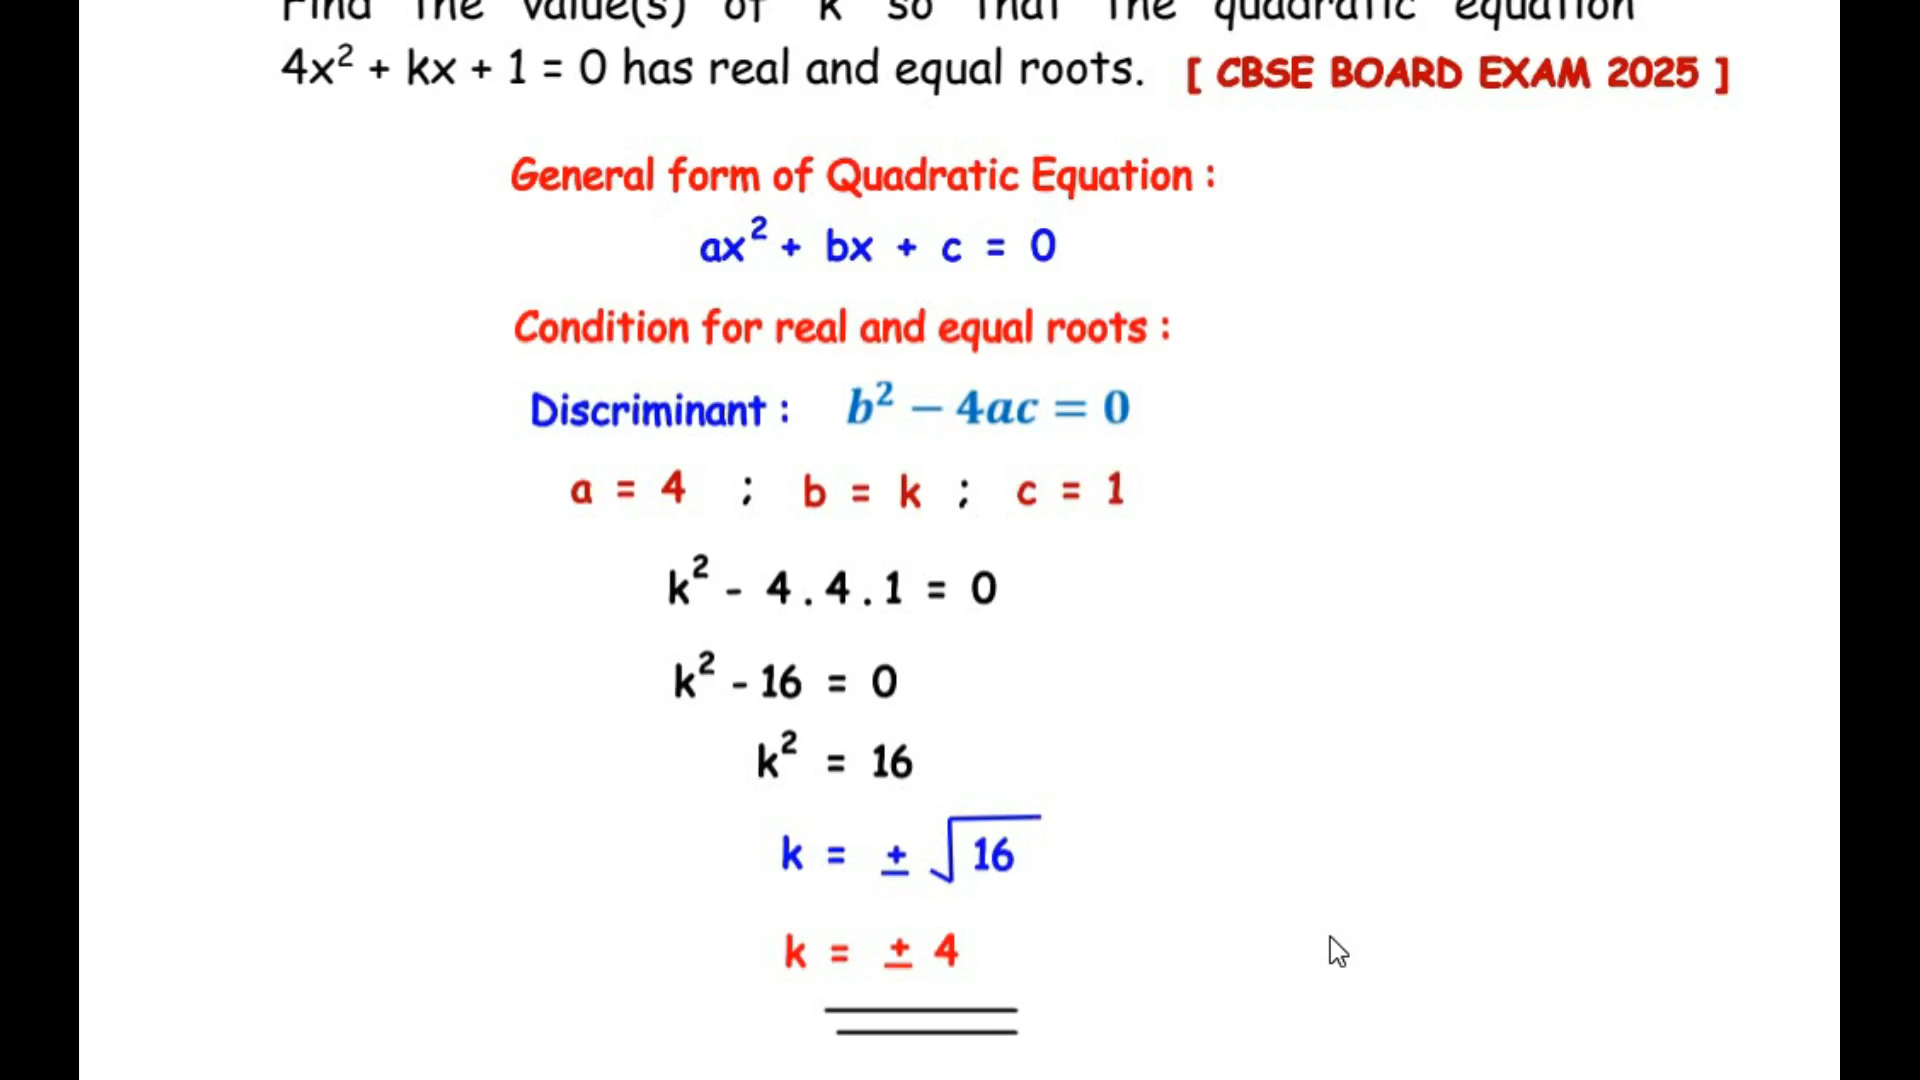 Find the value(s) of 'k' so that the quadratic equation
4x² + kx + 1 = 0 has real and equal roots. [ CBSE BOARD EXAM 2025 ]
General form of Quadratic Equation :
ax² + bx + c = 0
Condition for real and equal roots :
Discriminant : b² − 4ac = 0
a = 4 ; b = k ; c = 1
k² - 4 . 4 . 1 = 0
k² - 16 = 0
k² = 16
k = ± √16
k = ± 4